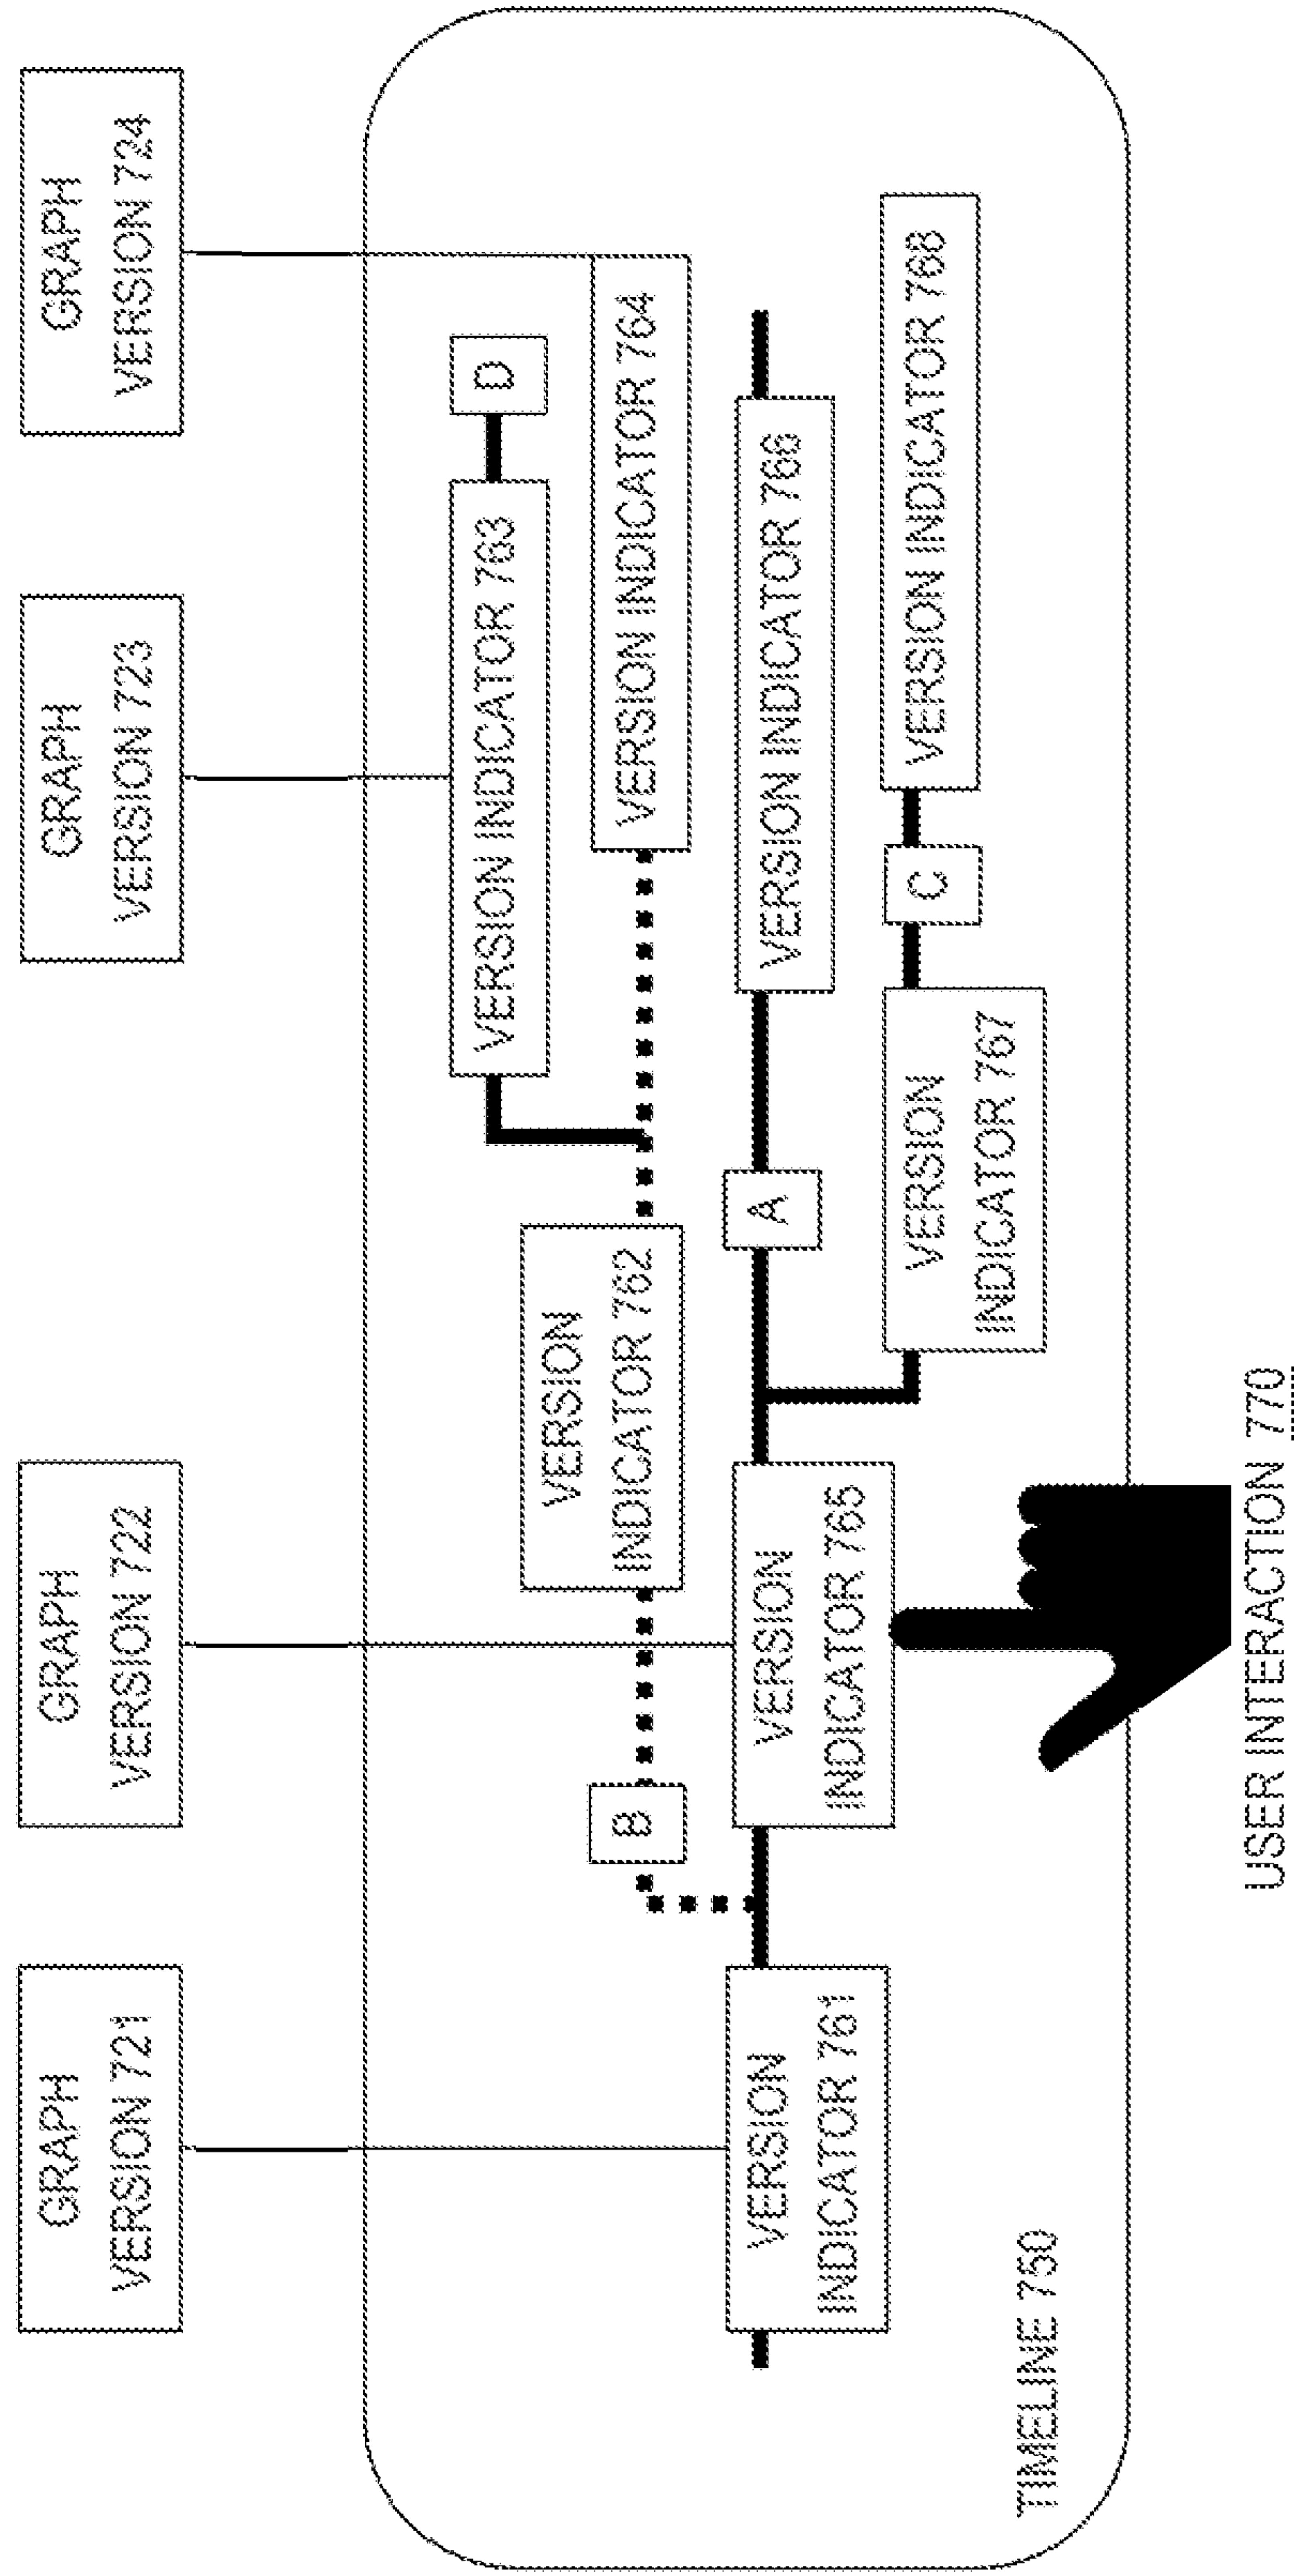 GRAPH
VERSION 721
GRAPH
VERSION 722
GRAPH
VERSION 723
GRAPH
VERSION 724
VERSION INDICATOR 763
D
B
VERSION
INDICATOR 762
VERSION INDICATOR 764
VERSION
INDICATOR 761
VERSION
INDICATOR 765
A
VERSION INDICATOR 766
VERSION
INDICATOR 767
C
VERSION INDICATOR 768
TIMELINE 750
USER INTERACTION 770